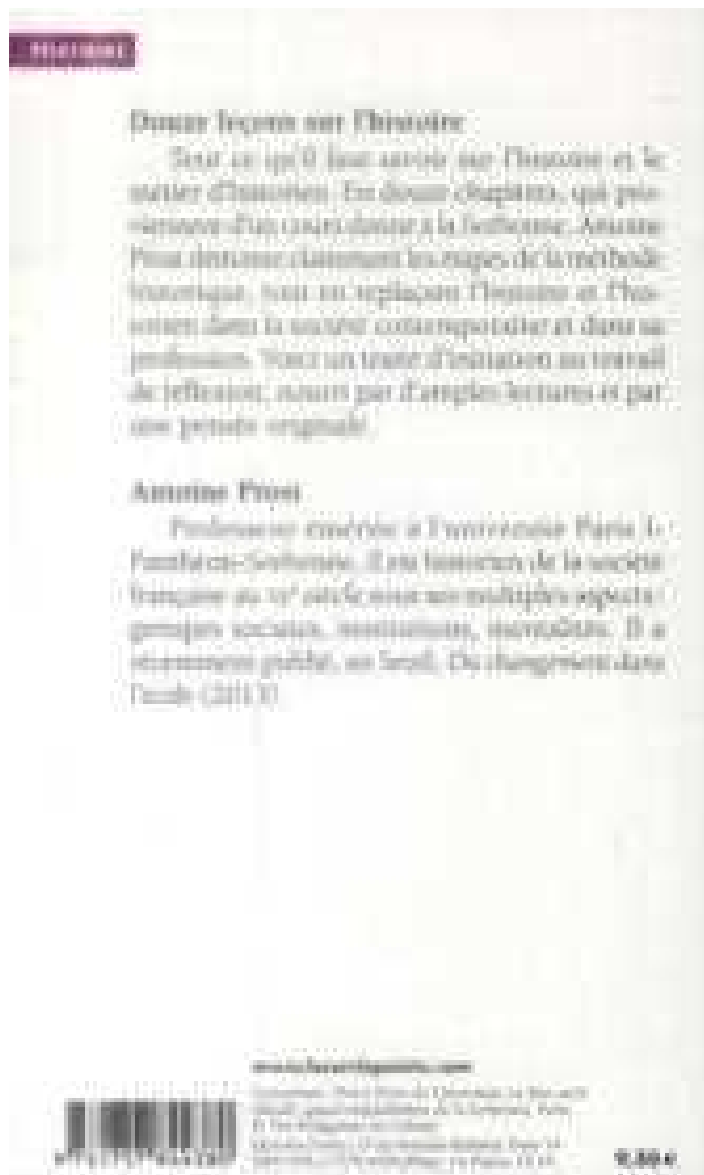 HISTOIRE
Douze leçons sur l'histoire
Tout ce qu'il faut savoir sur l'histoire et le
métier d'historien. En douze chapitres, qui pro-
viennent d'un cours donné à la Sorbonne, Antoine
Prost démonte clairement les étapes de la méthode
historique, tout en replaçant l'histoire et l'his-
torien dans la société contemporaine et dans sa
profession. Voici un traité d'initiation au travail
de réflexion, nourri par d'amples lectures et par
une pensée originale.
Antoine Prost
Professeur émérite à l'université Paris I-
Panthéon-Sorbonne, il est historien de la société
française au XXe siècle sous ses multiples aspects :
groupes sociaux, institutions, mentalités. Il a
récemment publié, au Seuil, Du changement dans
l'école (2013).
www.lecerclepoints.com